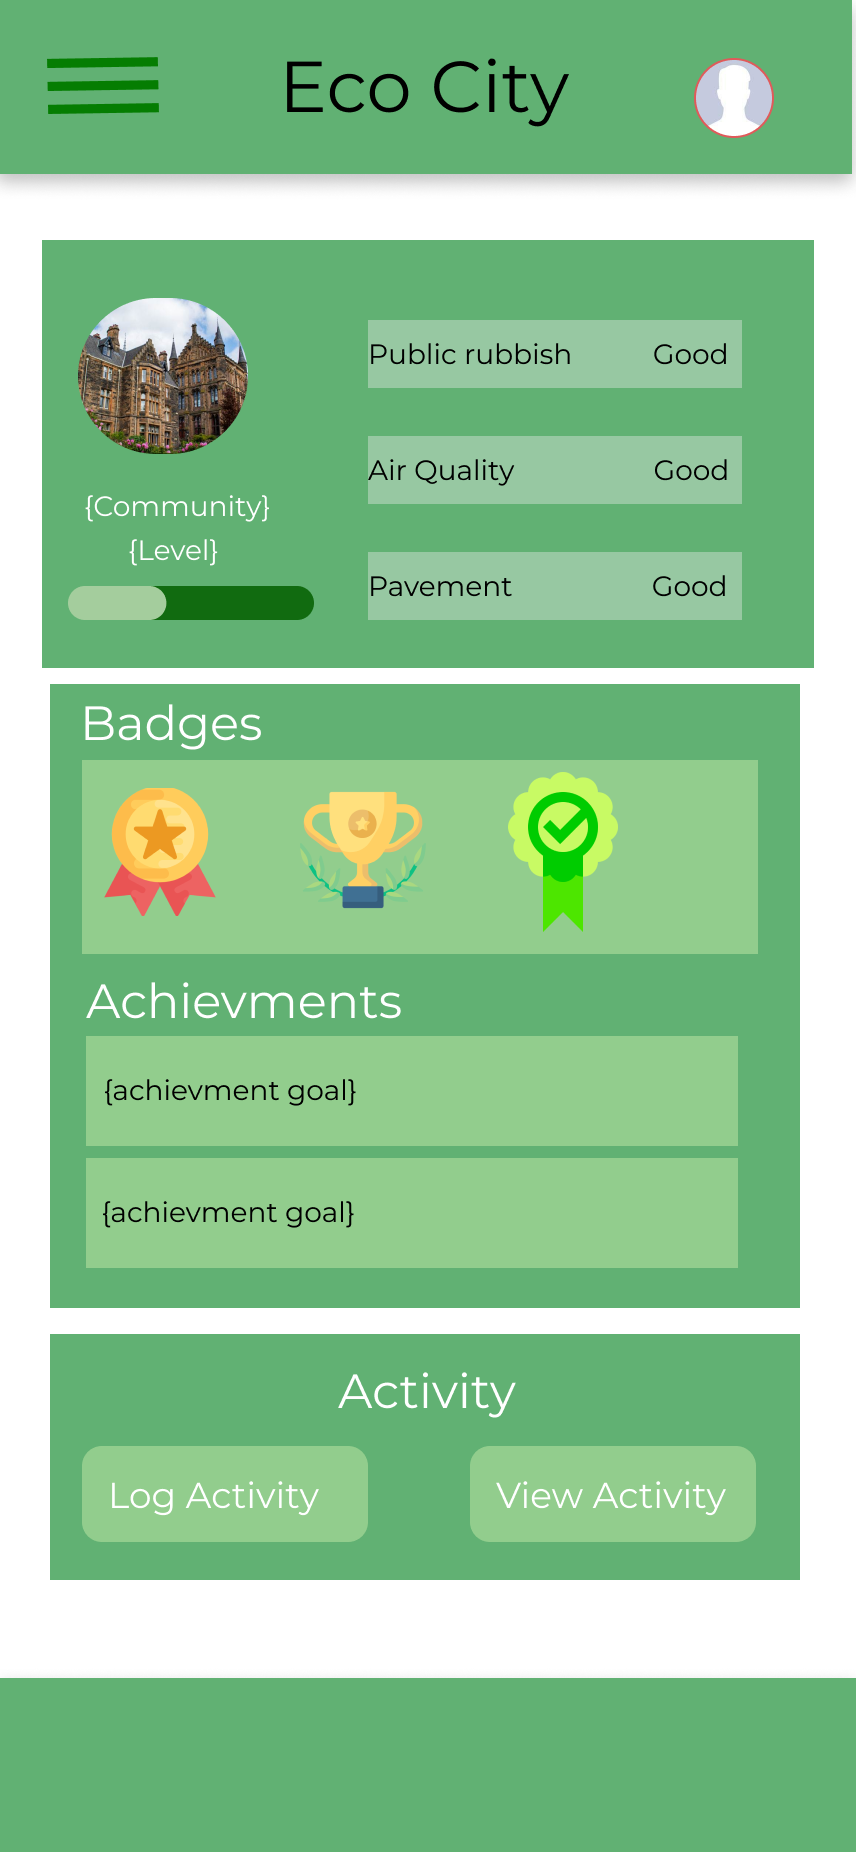 Eco City
{Community}
{Level}
Public rubbish Good
Air Quality Good
Pavement Good
Badges
Achievments
{achievment goal}
{achievment goal}
Activity
Log Activity
View Activity